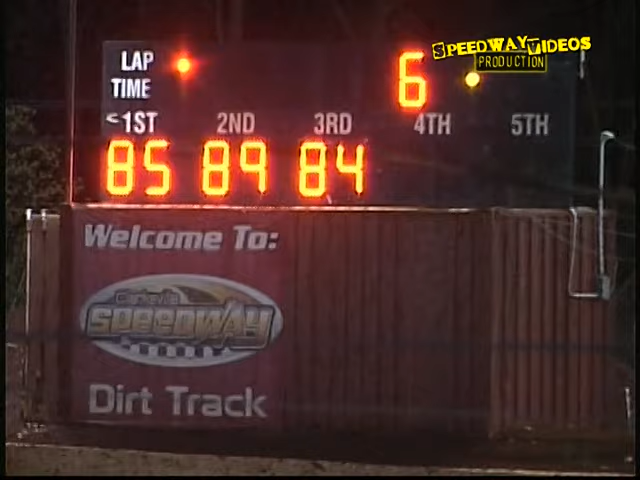 SPEEDWAY VIDEOS
PRODUCTION
LAP
TIME
6
<1ST 2ND 3RD 4TH 5TH
85 89 84
Welcome To:
SPEEDWAY
Dirt Track